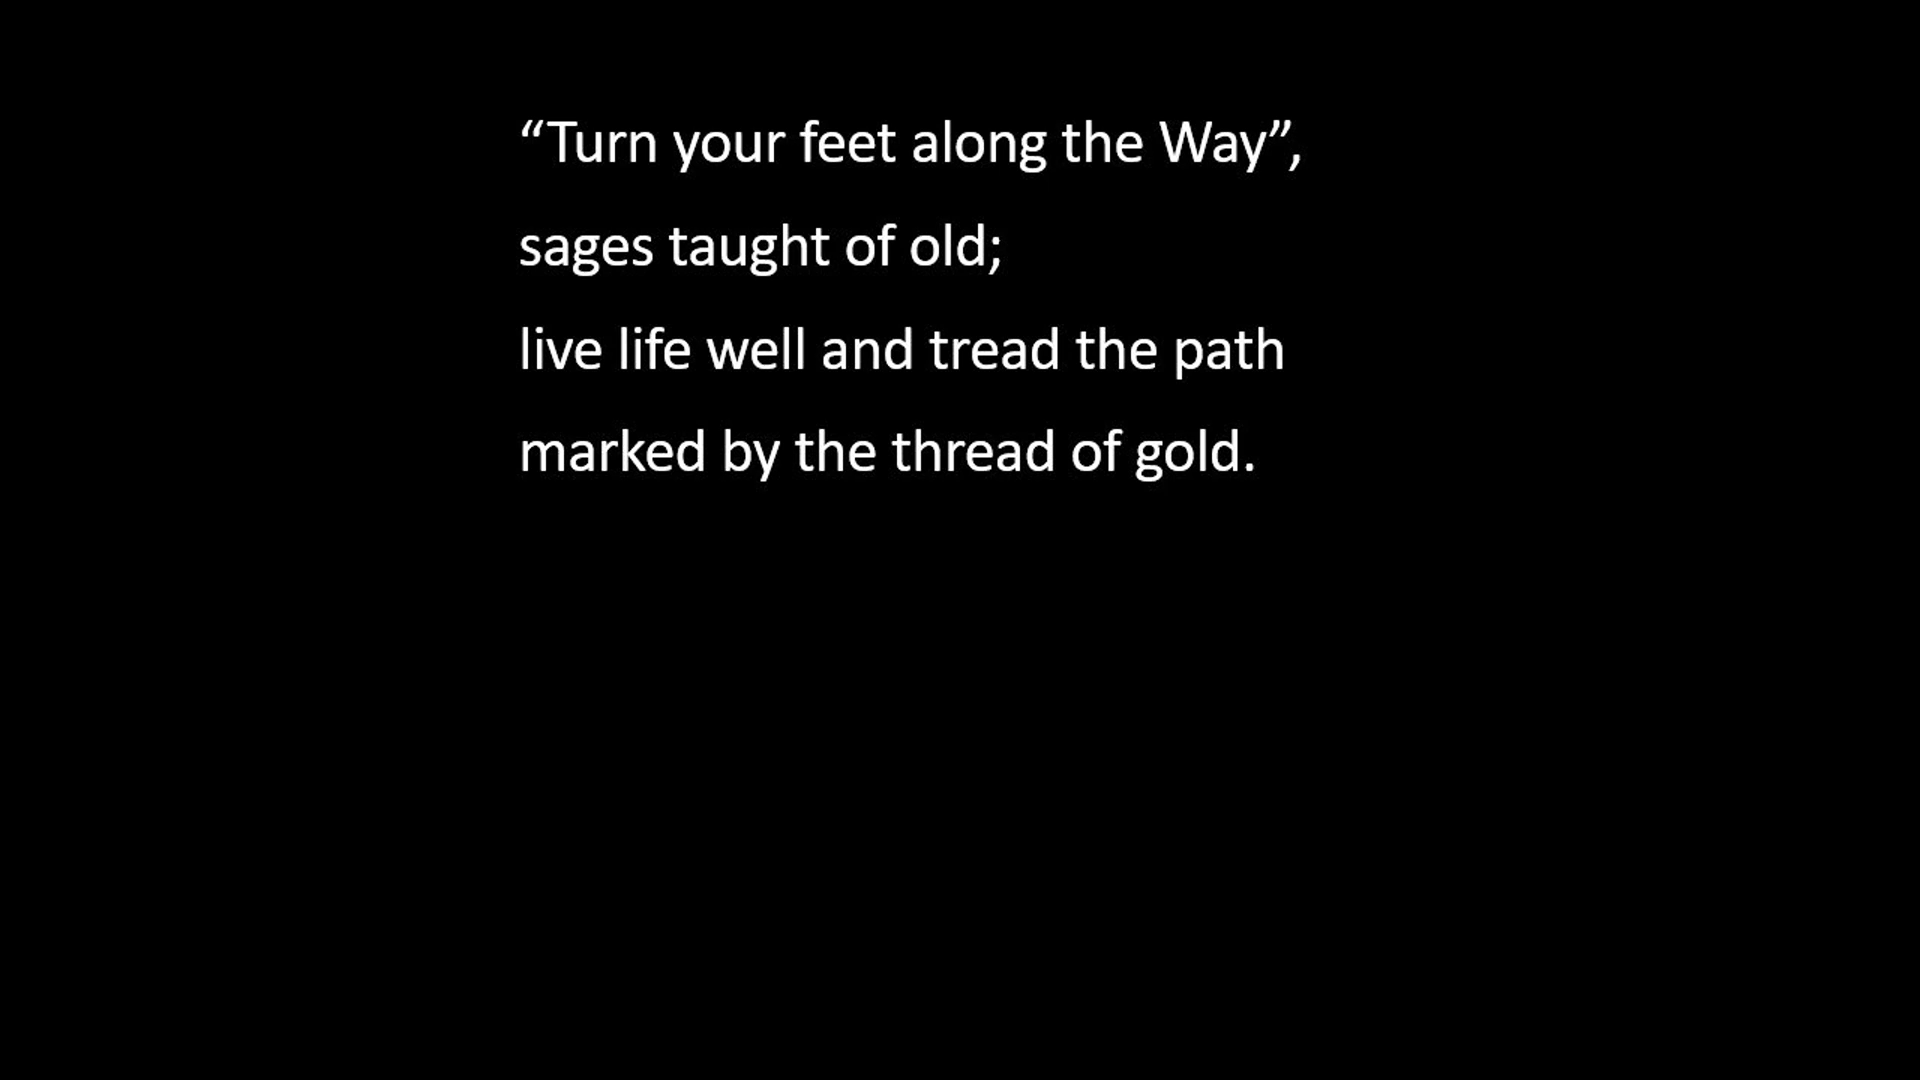 “Turn your feet along the Way”,
sages taught of old;
live life well and tread the path
marked by the thread of gold.